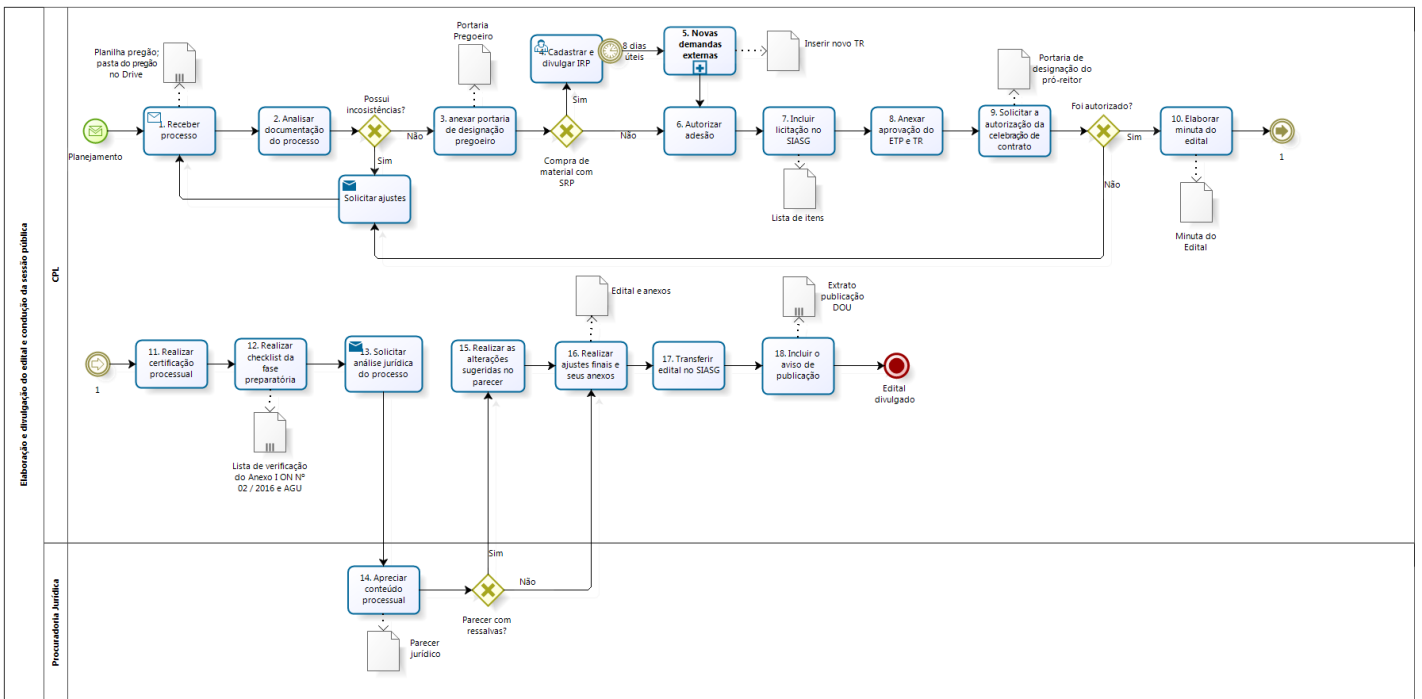 Elaboração e divulgação do edital e condução da sessão pública
CPL
Planejamento
Planilha pregão;
pasta do pregão
no Drive
1. Receber
processo
2. Analisar
documentação
do processo
Possui
incosistências?
Não
Sim
Solicitar ajustes
Portaria
Pregoeiro
3. anexar portaria
de designação
pregoeiro
Compra de
material com
SRP
Sim
Não
4. Cadastrar e
divulgar IRP
8 dias
úteis
5. Novas
demandas
externas
Inserir novo TR
6. Autorizar
adesão
7. Incluir
licitação no
SIASG
Lista de itens
8. Anexar
aprovação do
ETP e TR
Portaria de
designação do
pró-reitor
9. Solicitar a
autorização da
celebração de
contrato
Foi autorizado?
Sim
Não
10. Elaborar
minuta do
edital
Minuta do
Edital
1
1
11. Realizar
certificação
processual
12. Realizar
checklist da
fase
preparatória
Lista de verificação
do Anexo I ON Nº
02 / 2016 e AGU
13. Solicitar
análise jurídica
do processo
15. Realizar as
alterações
sugeridas no
parecer
Edital e anexos
16. Realizar
ajustes finais e
seus anexos
17. Transferir
edital no SIASG
Extrato
publicação
DOU
18. Incluir o
aviso de
publicação
Edital
divulgado
Procuradoria Jurídica
14. Apreciar
conteúdo
processual
Parecer
jurídico
Sim
Não
Parecer com
ressalvas?